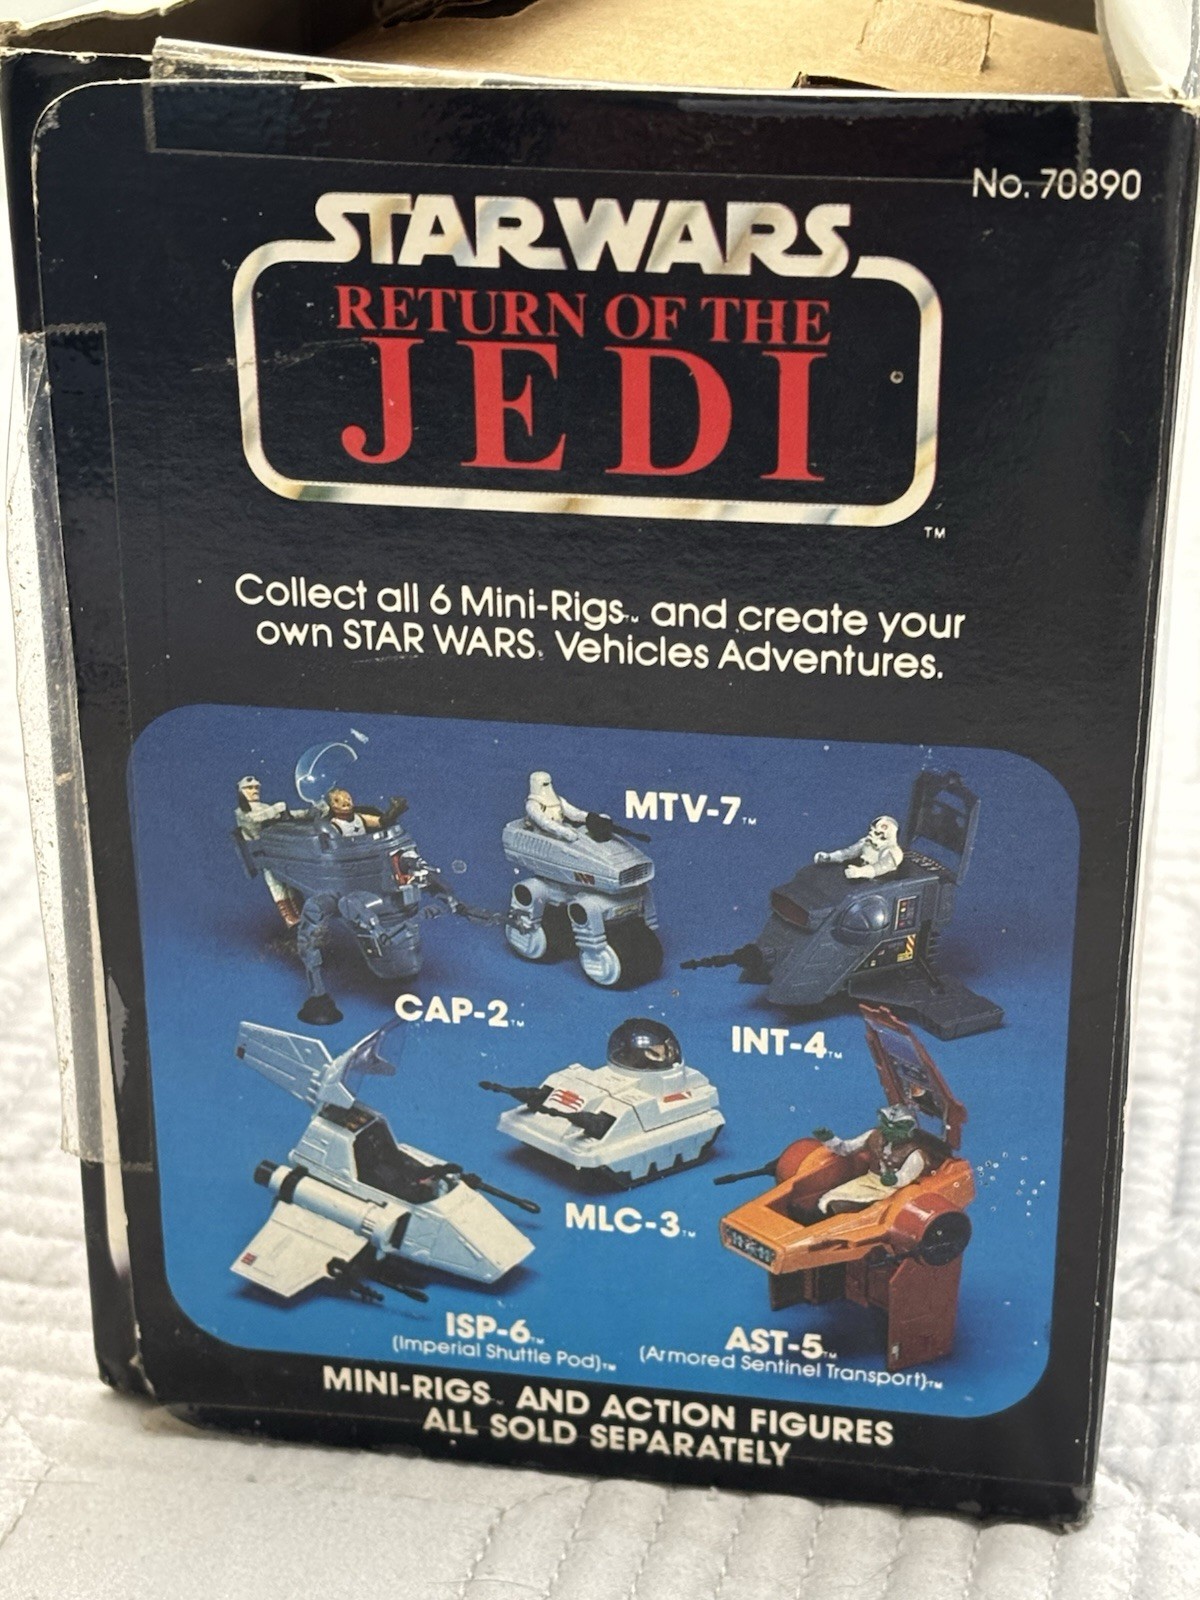 No. 70890
STAR WARS
RETURN OF THE
JEDI
TM
Collect all 6 Mini-Rigs™ and create your
own STAR WARS® Vehicles Adventures.
MTV-7™
CAP-2™
INT-4™
MLC-3™
ISP-6™
(Imperial Shuttle Pod)™
AST-5™
(Armored Sentinel Transport)™
MINI-RIGS™ AND ACTION FIGURES
ALL SOLD SEPARATELY